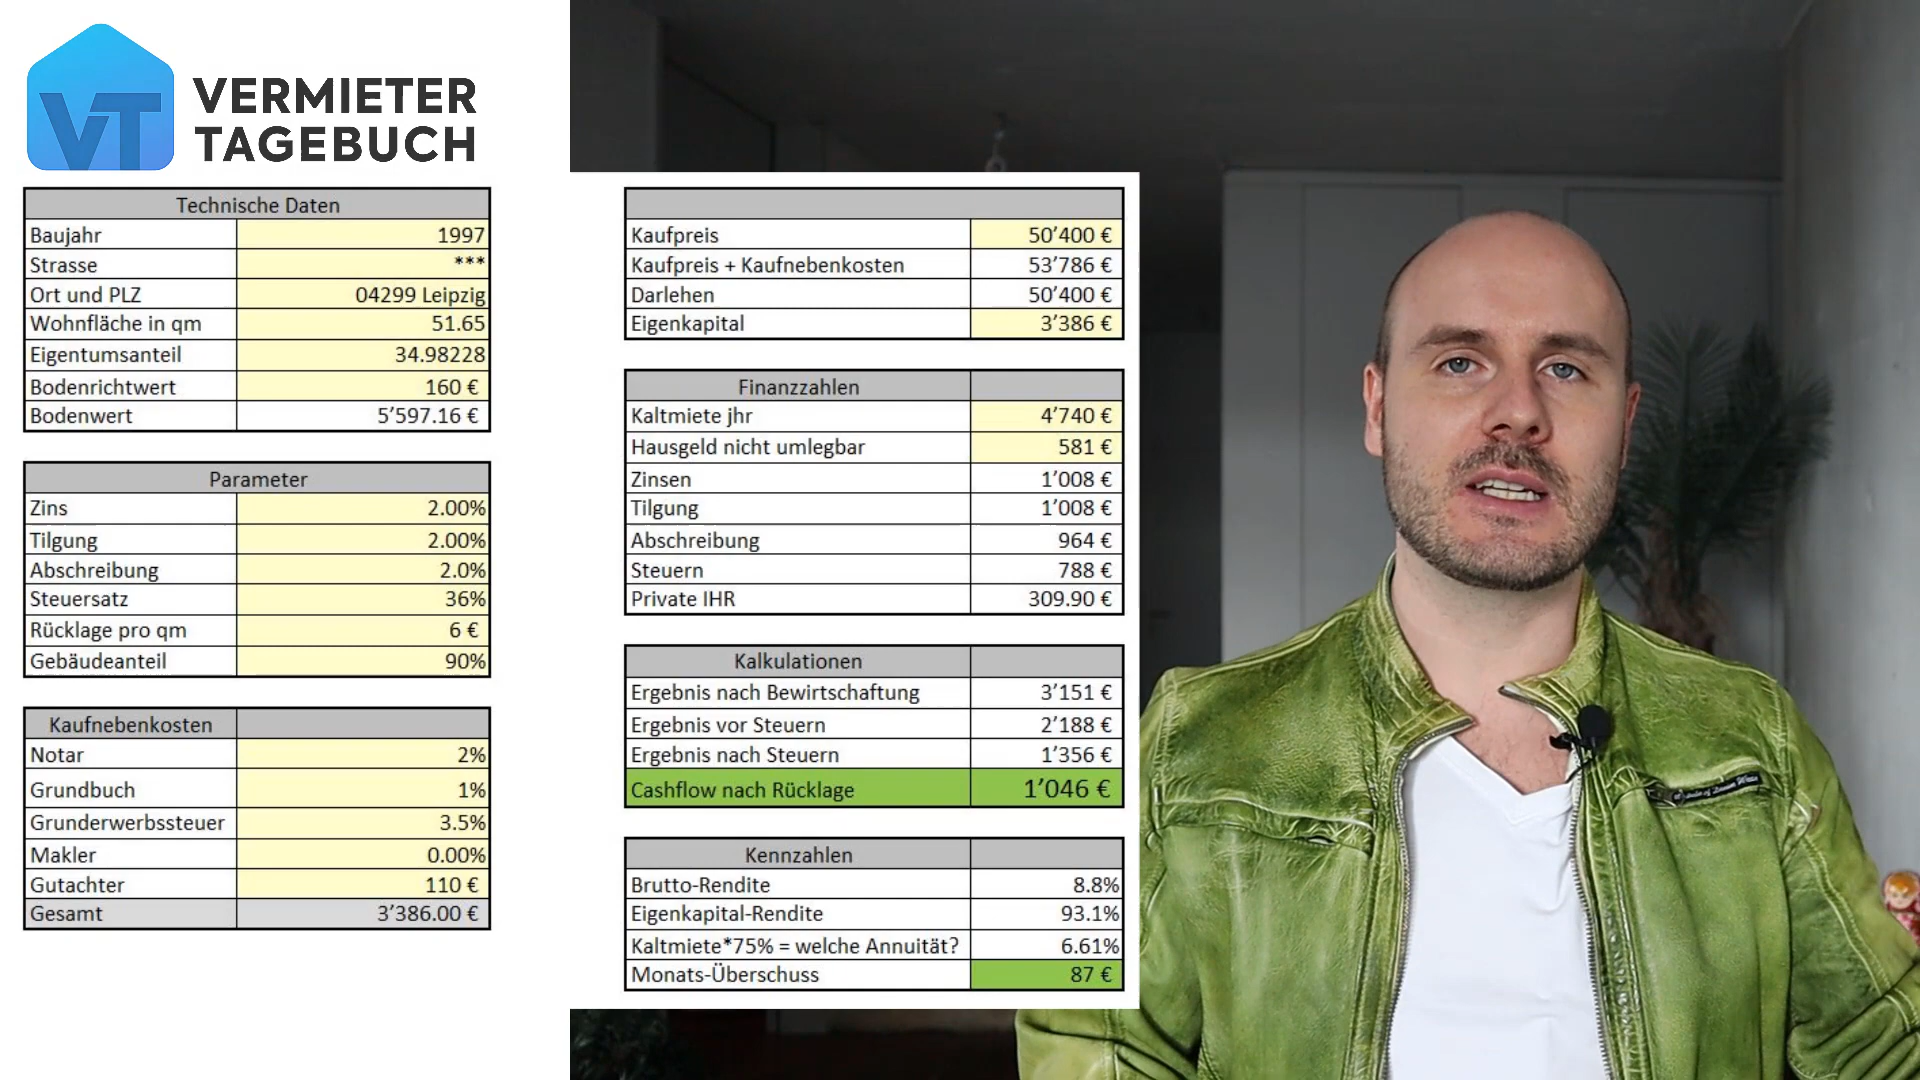 VERMIETER
TAGEBUCH
Technische Daten
Baujahr 1997
Strasse ***
Ort und PLZ 04299 Leipzig
Wohnfläche in qm 51.65
Eigentumsanteil 34.98228
Bodenrichtwert 160 €
Bodenwert 5’597.16 €
Parameter
Zins 2.00%
Tilgung 2.00%
Abschreibung 2.0%
Steuersatz 36%
Rücklage pro qm 6 €
Gebäudeanteil 90%
Kaufnebenkosten
Notar 2%
Grundbuch 1%
Grunderwerbssteuer 3.5%
Makler 0.00%
Gutachter 110 €
Gesamt 3’386.00 €
Kaufpreis 50’400 €
Kaufpreis + Kaufnebenkosten 53’786 €
Darlehen 50’400 €
Eigenkapital 3’386 €
Finanzzahlen
Kaltmiete jhr 4’740 €
Hausgeld nicht umlegbar 581 €
Zinsen 1’008 €
Tilgung 1’008 €
Abschreibung 964 €
Steuern 788 €
Private IHR 309.90 €
Kalkulationen
Ergebnis nach Bewirtschaftung 3’151 €
Ergebnis vor Steuern 2’188 €
Ergebnis nach Steuern 1’356 €
Cashflow nach Rücklage 1’046 €
Kennzahlen
Brutto-Rendite 8.8%
Eigenkapital-Rendite 93.1%
Kaltmiete*75% = welche Annuität? 6.61%
Monats-Überschuss 87 €